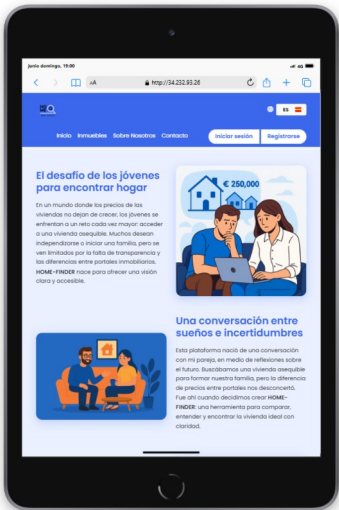 junio domingo, 19:00
AA
http://34.232.93.28
ES
Inicio Inmuebles Sobre Nosotros Contacto
Iniciar sesión Registrarse
El desafío de los jóvenes
para encontrar hogar
En un mundo donde los precios de las
viviendas no dejan de crecer, los jóvenes se
enfrentan a un reto cada vez mayor: acceder
a una vivienda asequible. Muchos desean
independizarse o iniciar una familia, pero se
ven limitados por la falta de transparencia y
las diferencias entre portales inmobiliarios.
HOME-FINDER nace para ofrecer una visión
clara y accesible.
€ 250,000
Una conversación entre
sueños e incertidumbres
Esta plataforma nació de una conversación
con mi pareja, en medio de reflexiones sobre
el futuro. Buscábamos una vivienda asequible
para formar nuestra familia, pero la diferencia
de precios entre portales nos desconcertó.
Fue ahí cuando decidimos crear HOME-
FINDER: una herramienta para comparar,
entender y encontrar la vivienda ideal con
claridad.